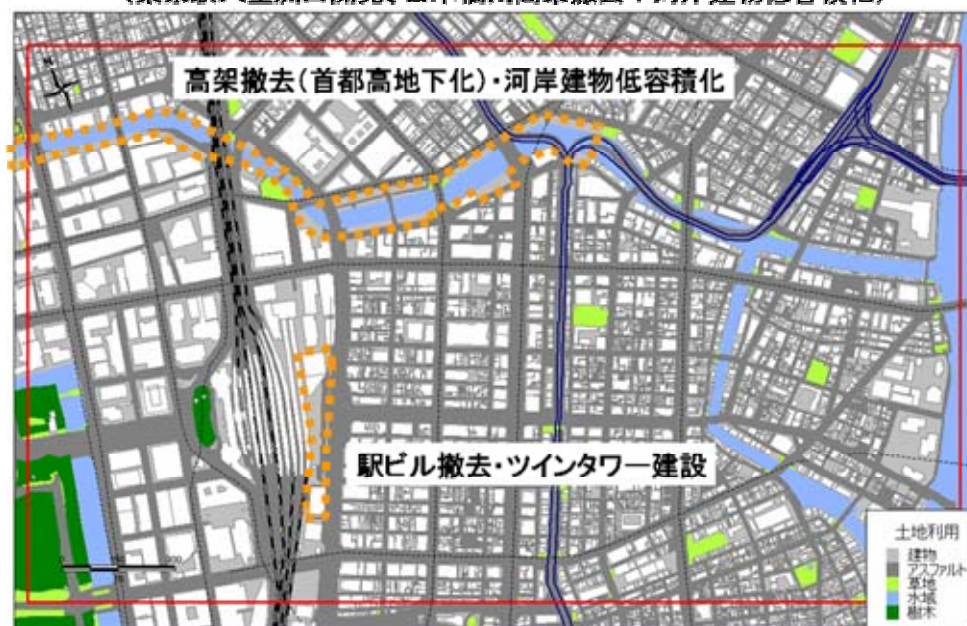 高架撤去(首都高地下化)・河岸建物低容積化
駅ビル撤去・ツインタワー建設
土地利用
建物
アスファルト
草地
水域
樹木